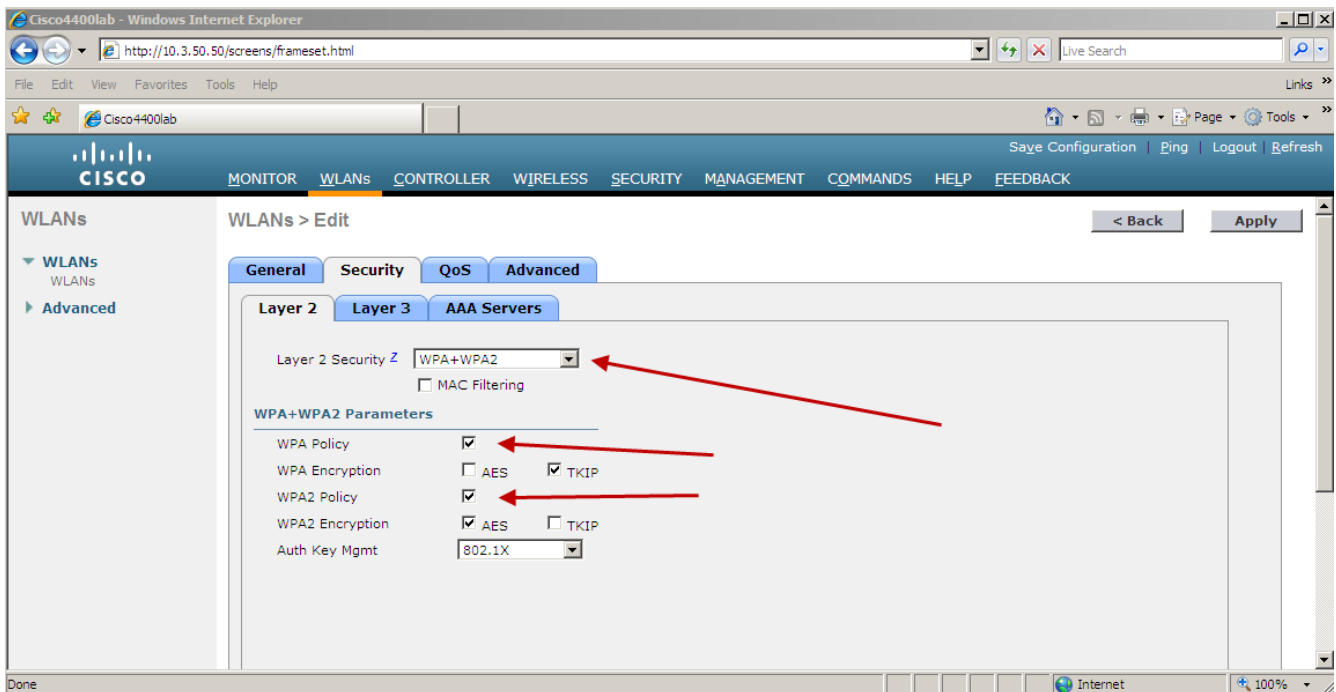 Cisco4400lab - Windows Internet Explorer
http://10.3.50.50/screens/frameset.html
Live Search
File Edit View Favorites Tools Help
Links »
Cisco4400lab
Page Tools »
Save Configuration | Ping | Logout | Refresh
CISCO
MONITOR WLANs CONTROLLER WIRELESS SECURITY MANAGEMENT COMMANDS HELP FEEDBACK
WLANs
WLANs > Edit
< Back Apply
WLANs
WLANs
Advanced
General Security QoS Advanced
Layer 2 Layer 3 AAA Servers
Layer 2 Security Z WPA+WPA2
MAC Filtering
WPA+WPA2 Parameters
WPA Policy
WPA Encryption AES TKIP
WPA2 Policy
WPA2 Encryption AES TKIP
Auth Key Mgmt 802.1X
Done Internet 100%